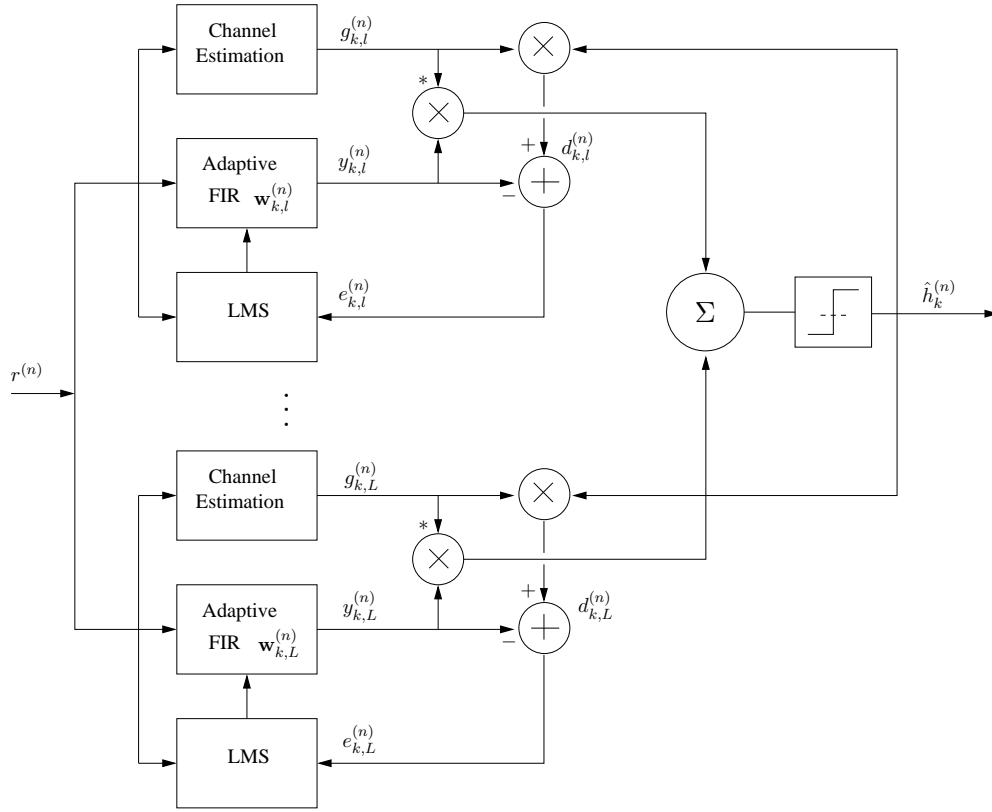 Channel
Estimation
g_{k,l}^{(n)}
×
*
×
Adaptive
FIR w_{k,l}^{(n)}
y_{k,l}^{(n)}
+
d_{k,l}^{(n)}
+
−
LMS
e_{k,l}^{(n)}
Σ
ĥ_k^{(n)}
r^{(n)}
⋮
Channel
Estimation
g_{k,L}^{(n)}
×
*
×
Adaptive
FIR w_{k,L}^{(n)}
y_{k,L}^{(n)}
+
d_{k,L}^{(n)}
+
−
LMS
e_{k,L}^{(n)}